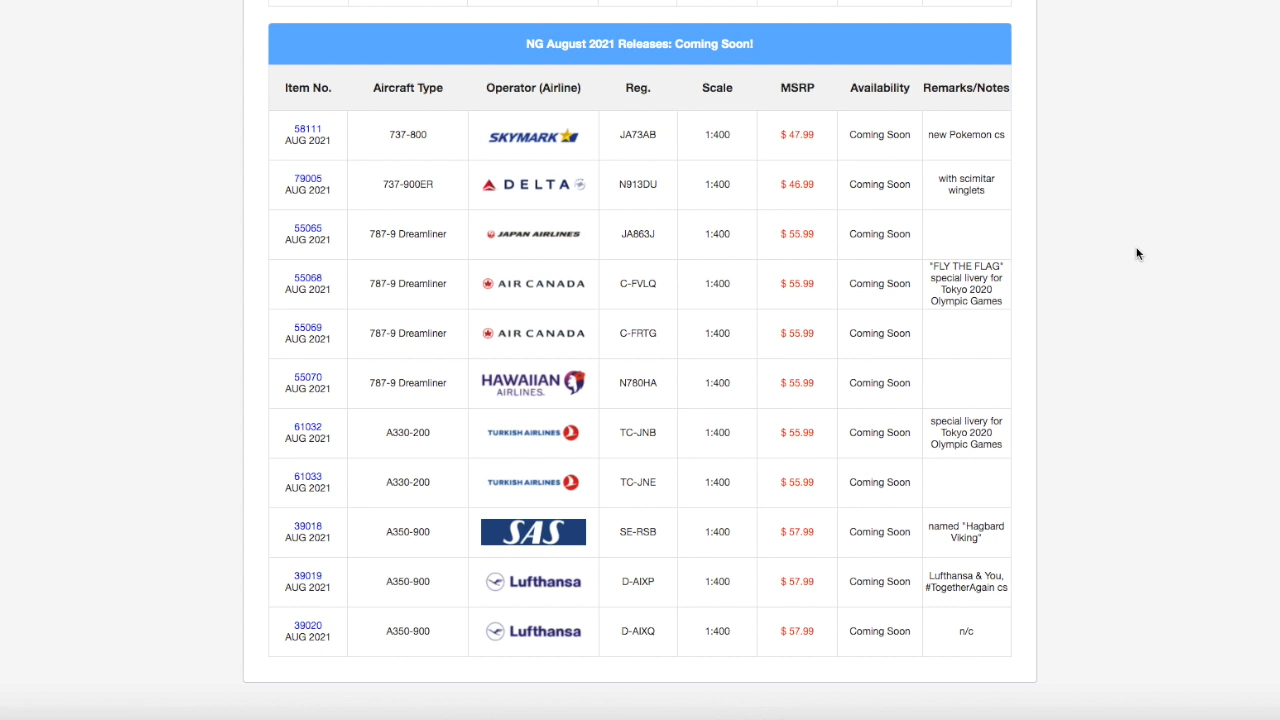 NG August 2021 Releases: Coming Soon!
Item No. Aircraft Type Operator (Airline) Reg. Scale MSRP Availability Remarks/Notes
58111
AUG 2021 737-800 SKYMARK JA73AB 1:400 $ 47.99 Coming Soon new Pokemon cs
79005
AUG 2021 737-900ER DELTA N913DU 1:400 $ 46.99 Coming Soon with scimitar
winglets
55065
AUG 2021 787-9 Dreamliner JAPAN AIRLINES JA863J 1:400 $ 55.99 Coming Soon
55068
AUG 2021 787-9 Dreamliner AIR CANADA C-FVLQ 1:400 $ 55.99 Coming Soon "FLY THE FLAG"
special livery for
Tokyo 2020
Olympic Games
55069
AUG 2021 787-9 Dreamliner AIR CANADA C-FRTG 1:400 $ 55.99 Coming Soon
55070
AUG 2021 787-9 Dreamliner HAWAIIAN
AIRLINES. N780HA 1:400 $ 55.99 Coming Soon
61032
AUG 2021 A330-200 TURKISH AIRLINES TC-JNB 1:400 $ 55.99 Coming Soon special livery for
Tokyo 2020
Olympic Games
61033
AUG 2021 A330-200 TURKISH AIRLINES TC-JNE 1:400 $ 55.99 Coming Soon
39018
AUG 2021 A350-900 SAS SE-RSB 1:400 $ 57.99 Coming Soon named "Hagbard
Viking"
39019
AUG 2021 A350-900 Lufthansa D-AIXP 1:400 $ 57.99 Coming Soon Lufthansa & You,
#TogetherAgain cs
39020
AUG 2021 A350-900 Lufthansa D-AIXQ 1:400 $ 57.99 Coming Soon n/c